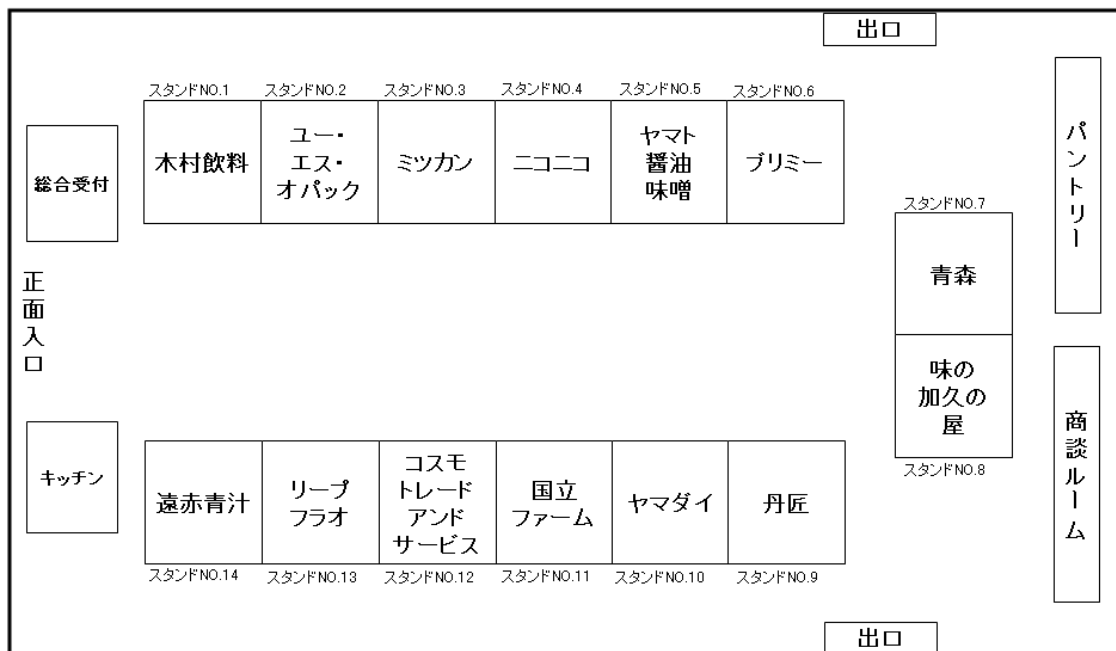 出口
スタンドNO.1
スタンドNO.2
スタンドNO.3
スタンドNO.4
スタンドNO.5
スタンドNO.6
総合受付
木村飲料
ユー・
エス・
オパック
ミツカン
ニコニコ
ヤマト
醤油
味噌
ブリミー
パントリー
スタンドNO.7
青森
正面入口
味の
加久の
屋
スタンドNO.8
商談ルーム
キッチン
遠赤青汁
リープ
フラオ
コスモ
トレード
アンド
サービス
国立
ファーム
ヤマダイ
丹匠
スタンドNO.14
スタンドNO.13
スタンドNO.12
スタンドNO.11
スタンドNO.10
スタンドNO.9
出口